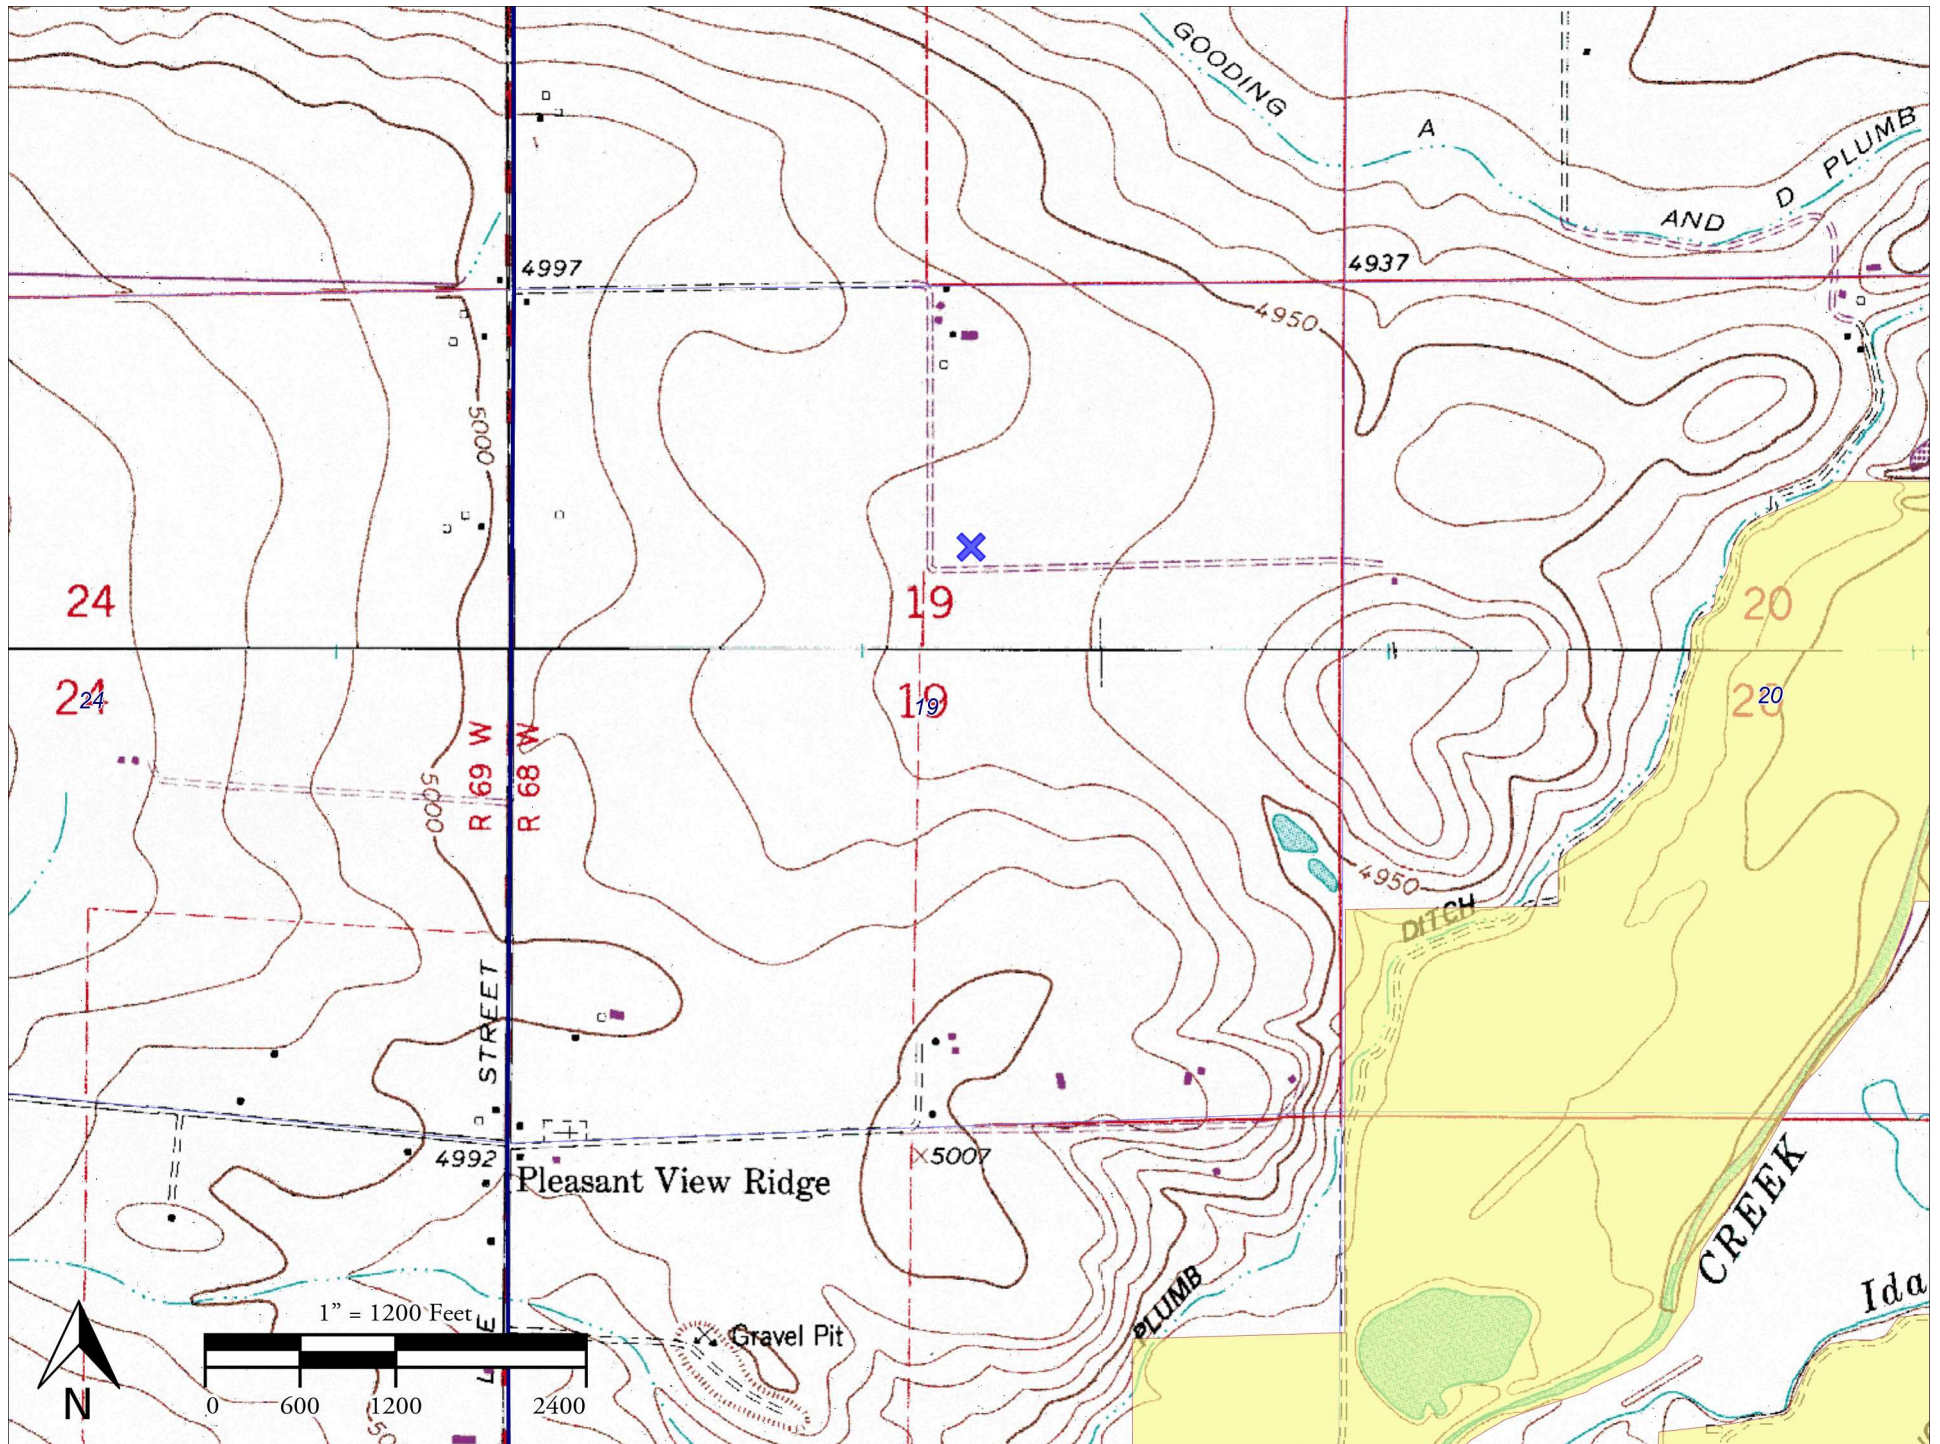 GOODING
A
AND
D
PLUMB
4997
4937
4950
5000
24
19
20
24
24
19
19
20
20
R 69 W
R 68 W
5000
4950
DITCH
STREET
4992
5007
Pleasant View Ridge
CREEK
PLUMB
Ida
1” = 1200 Feet
Gravel Pit
N
0
600
1200
2400